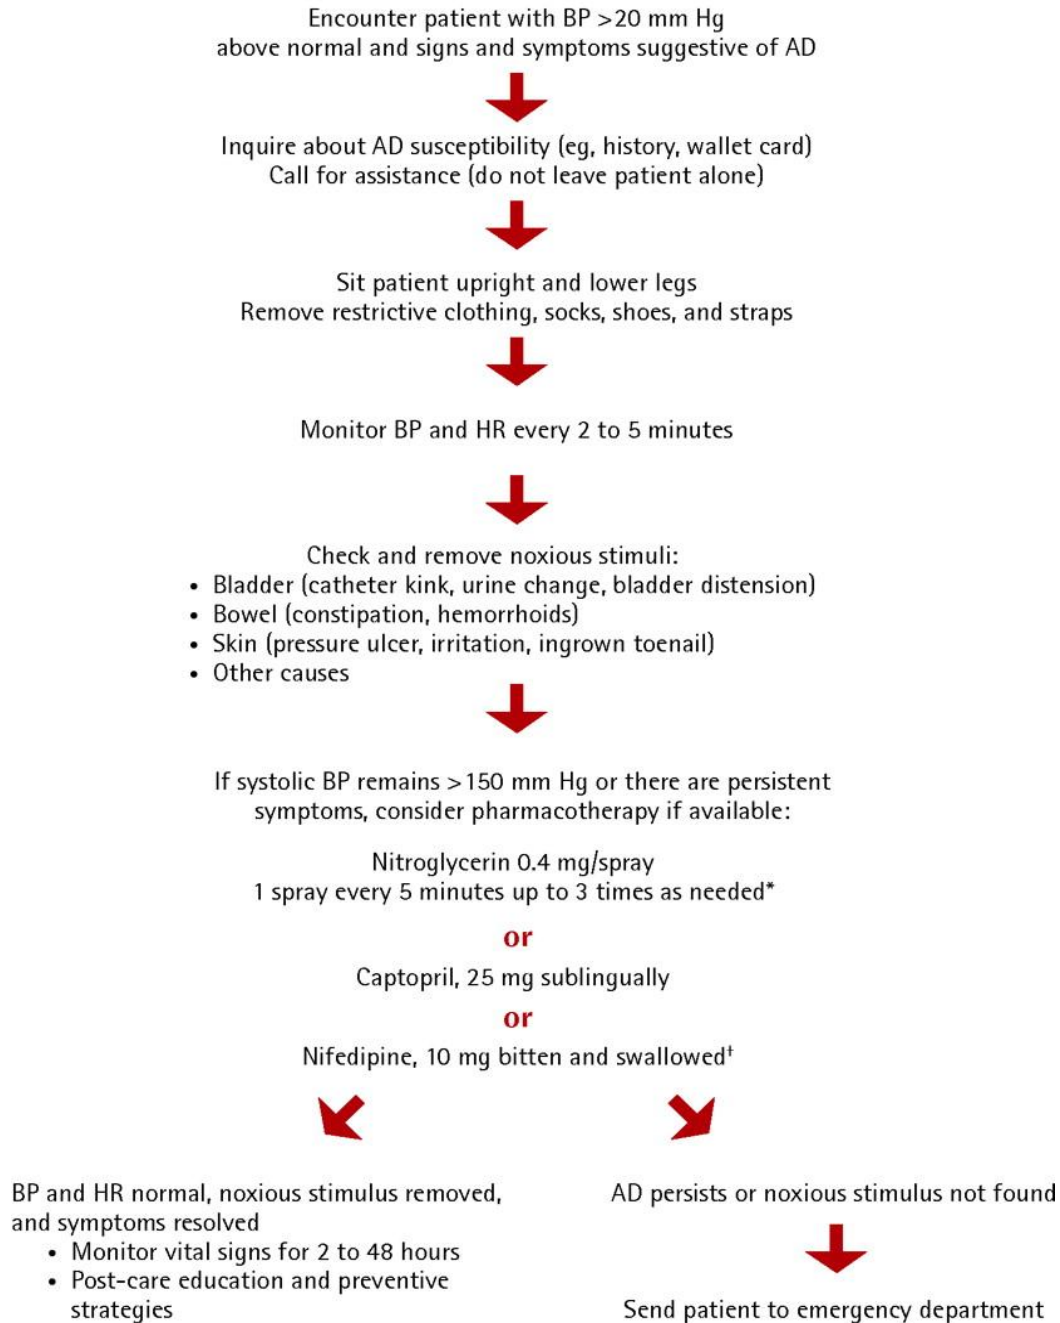 Encounter patient with BP >20 mm Hg
above normal and signs and symptoms suggestive of AD
Inquire about AD susceptibility (eg, history, wallet card)
Call for assistance (do not leave patient alone)
Sit patient upright and lower legs
Remove restrictive clothing, socks, shoes, and straps
Monitor BP and HR every 2 to 5 minutes
Check and remove noxious stimuli:
• Bladder (catheter kink, urine change, bladder distension)
• Bowel (constipation, hemorrhoids)
• Skin (pressure ulcer, irritation, ingrown toenail)
• Other causes
If systolic BP remains >150 mm Hg or there are persistent
symptoms, consider pharmacotherapy if available:
Nitroglycerin 0.4 mg/spray
1 spray every 5 minutes up to 3 times as needed*
or
Captopril, 25 mg sublingually
or
Nifedipine, 10 mg bitten and swallowed†
BP and HR normal, noxious stimulus removed,
and symptoms resolved
• Monitor vital signs for 2 to 48 hours
• Post-care education and preventive
strategies
AD persists or noxious stimulus not found
Send patient to emergency department